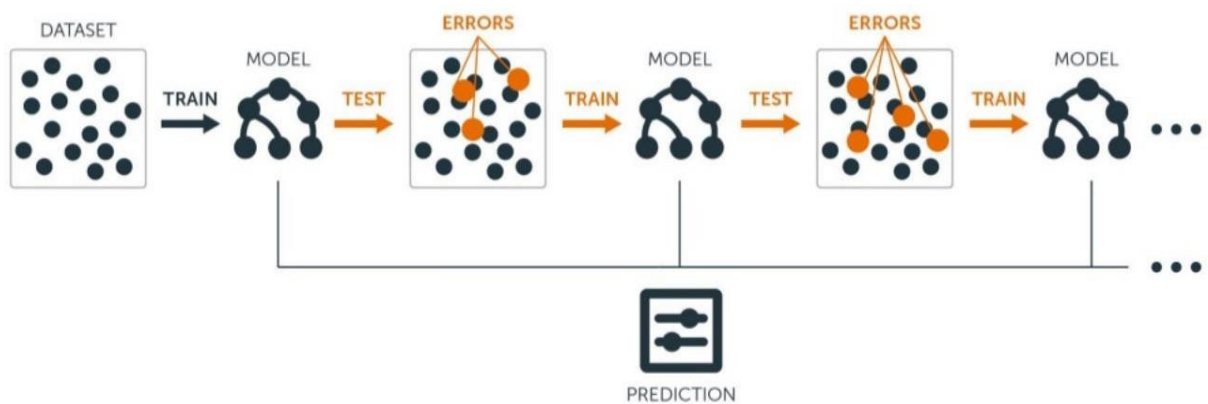 DATASET
TRAIN
MODEL
TEST
ERRORS
TRAIN
MODEL
TEST
ERRORS
TRAIN
MODEL
PREDICTION